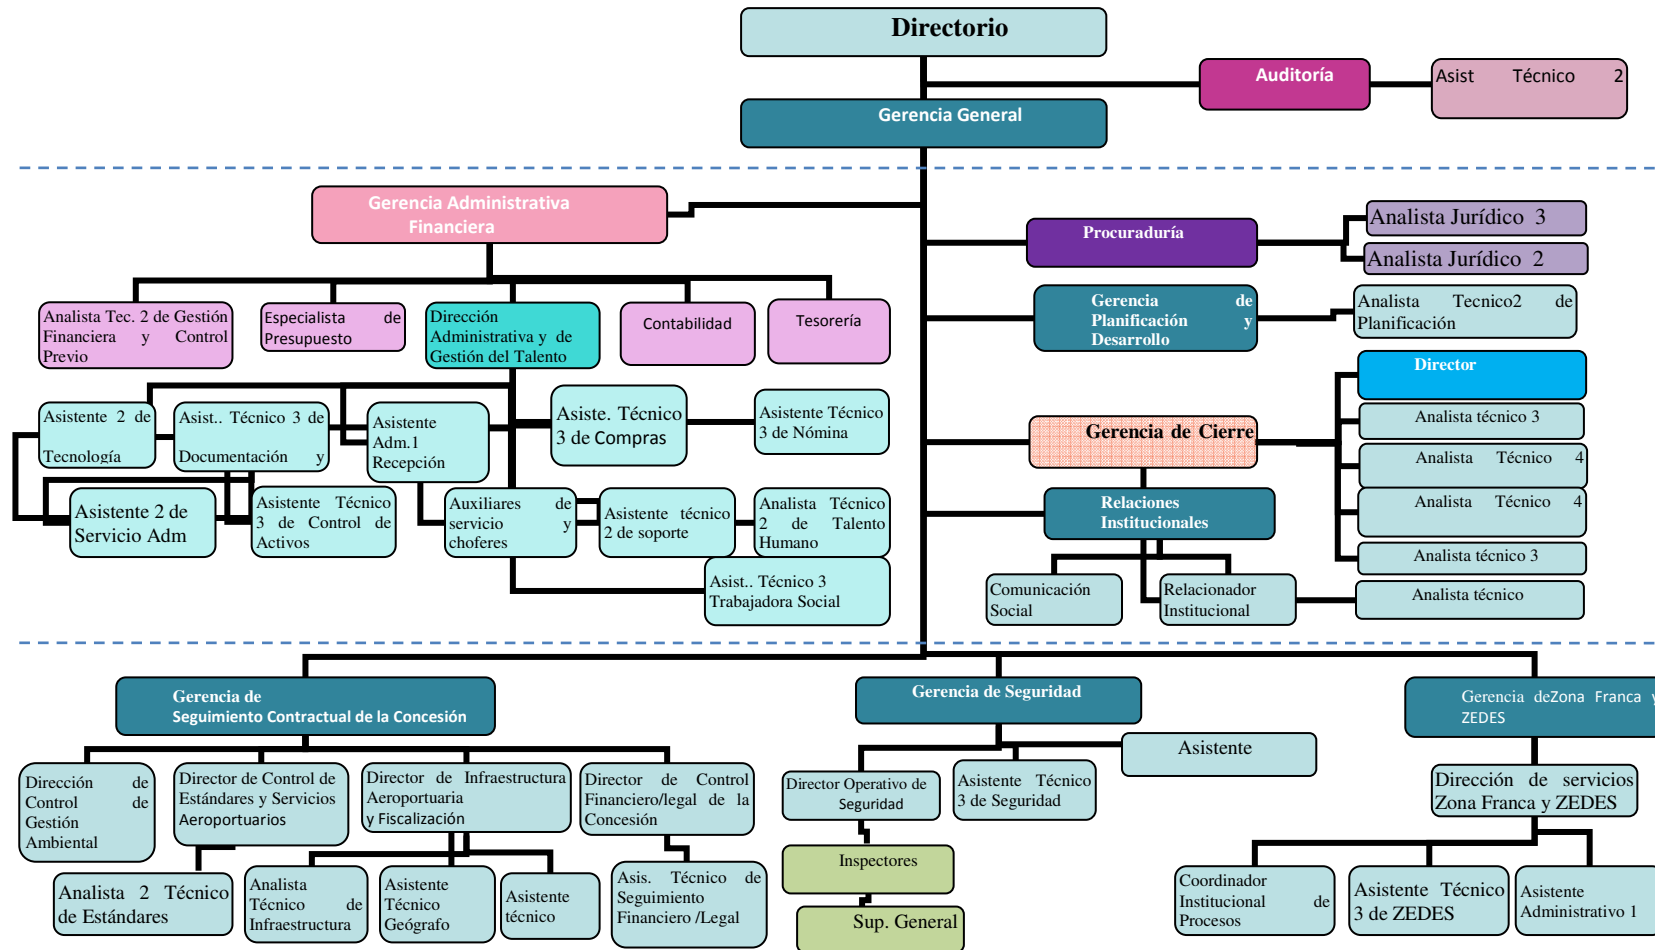 Directorio
Auditoría
Asist Técnico 2
Gerencia General
Gerencia Administrativa
Financiera
Procuraduría
Analista Jurídico 3
Analista Jurídico 2
Gerencia de
Planificación y
Desarrollo
Analista Tecnico2 de
Planificación
Analista Tec. 2 de Gestión
Financiera y Control
Previo
Especialista de
Presupuesto
Dirección
Administrativa y de
Gestión del Talento
Contabilidad
Tesorería
Director
Analista técnico 3
Analista Técnico 4
Analista Técnico 4
Analista técnico 3
Analista técnico
Gerencia de Cierre
Relaciones
Institucionales
Comunicación
Social
Relacionador
Institucional
Asistente 2 de
Tecnología
Asist.. Técnico 3 de
Documentación y
Asistente
Adm.1
Recepción
Asiste. Técnico
3 de Compras
Asistente Técnico
3 de Nómina
Asistente 2 de
Servicio Adm
Asistente Técnico
3 de Control de
Activos
Auxiliares de
servicio y
choferes
Asistente técnico
2 de soporte
Analista Técnico
2 de Talento
Humano
Asist.. Técnico 3
Trabajadora Social
Gerencia de
Seguimiento Contractual de la Concesión
Gerencia de Seguridad
Gerencia deZona Franca y
ZEDES
Dirección de
Control de
Gestión
Ambiental
Director de Control de
Estándares y Servicios
Aeroportuarios
Director de Infraestructura
Aeroportuaria
y Fiscalización
Director de Control
Financiero/legal de la
Concesión
Director Operativo de
Seguridad
Asistente Técnico
3 de Seguridad
Asistente
Dirección de servicios
Zona Franca y ZEDES
Analista 2 Técnico
de Estándares
Analista
Técnico de
Infraestructura
Asistente
Técnico
Geógrafo
Asistente
técnico
Asis. Técnico de
Seguimiento
Financiero /Legal
Inspectores
Sup. General
Coordinador
Institucional de
Procesos
Asistente Técnico
3 de ZEDES
Asistente
Administrativo 1